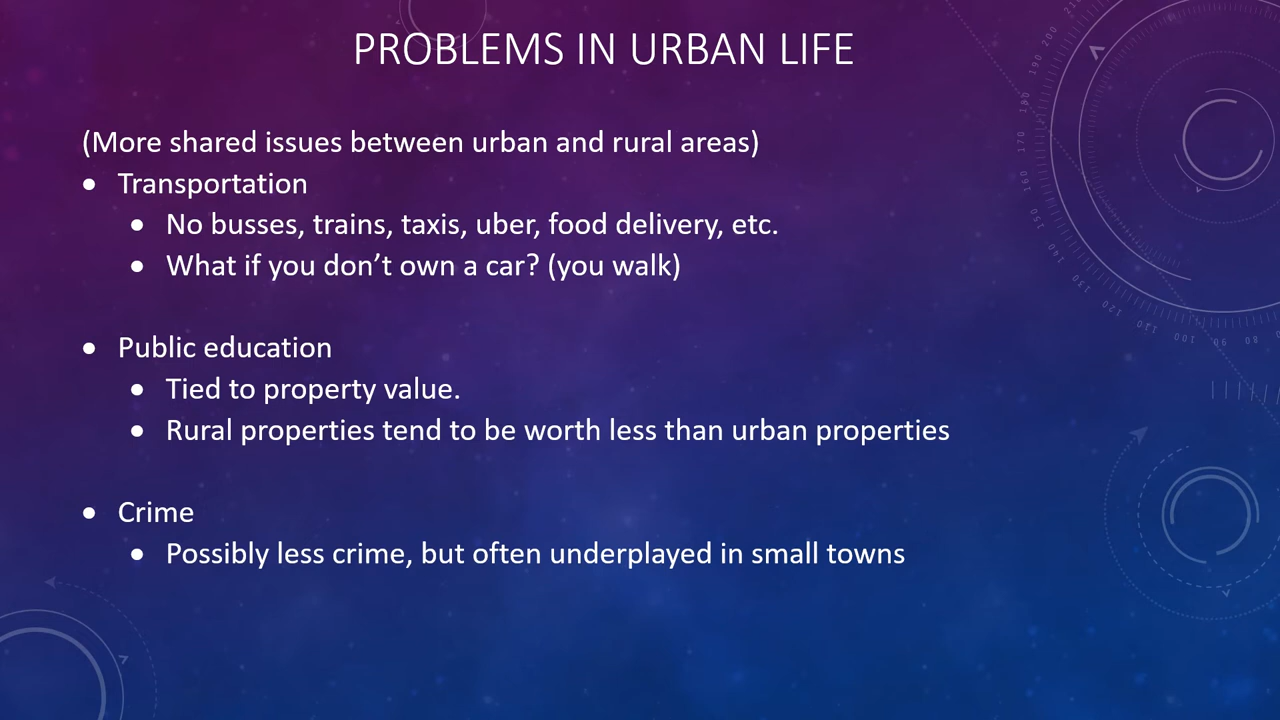 PROBLEMS IN URBAN LIFE
(More shared issues between urban and rural areas)
• Transportation
• No busses, trains, taxis, uber, food delivery, etc.
• What if you don’t own a car? (you walk)
• Public education
• Tied to property value.
• Rural properties tend to be worth less than urban properties
• Crime
• Possibly less crime, but often underplayed in small towns